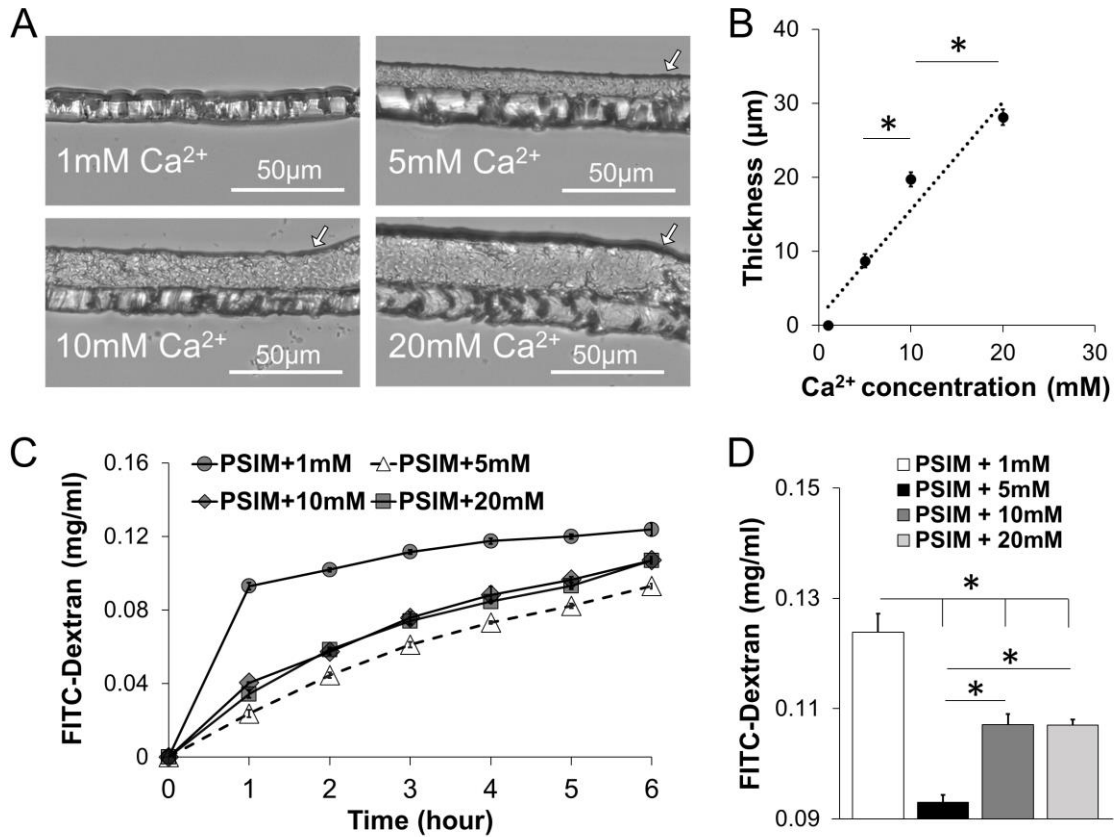 A
1mM Ca²⁺
50μm
5mM Ca²⁺
50μm
10mM Ca²⁺
50μm
20mM Ca²⁺
50μm
B
Thickness (μm)
40
30
20
10
0
*
*
0 10 20 30
Ca²⁺ concentration (mM)
C
PSIM+1mM PSIM+5mM
PSIM+10mM PSIM+20mM
FITC-Dextran (mg/ml)
0.16
0.12
0.08
0.04
0
0 1 2 3 4 5 6
Time (hour)
D
PSIM + 1mM
PSIM + 5mM
PSIM + 10mM
PSIM + 20mM
FITC-Dextran (mg/ml)
0.15
0.13
0.11
0.09
*
*
*